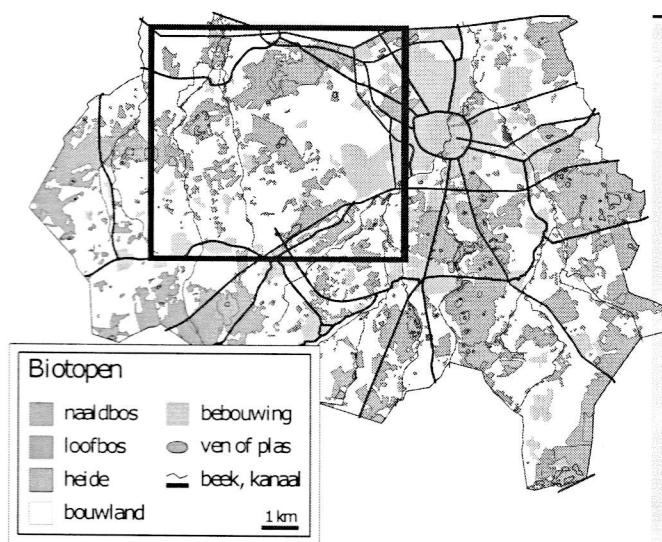 Biotopen
naaldbos
bebouwing
loofbos
ven of plas
heide
beek, kanaal
bouwland
1 km